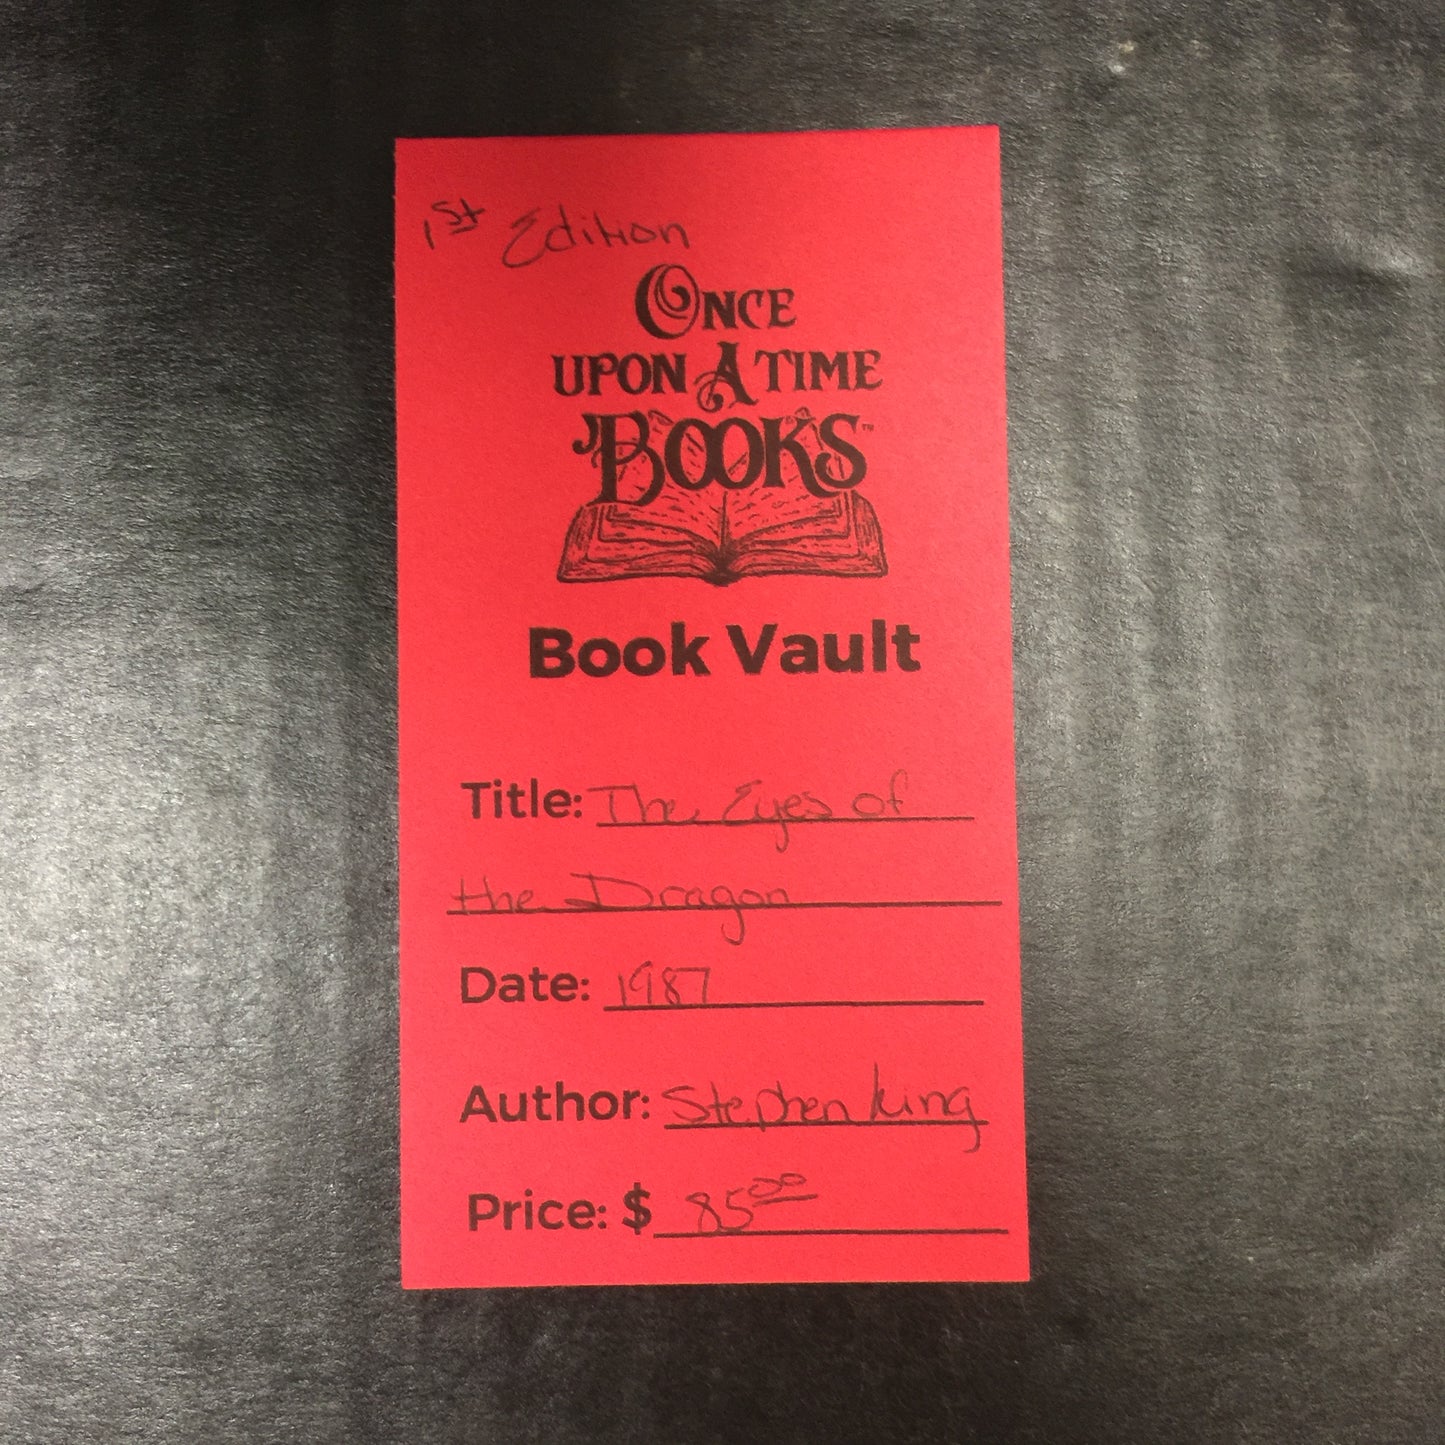 1st Edition
ONCE
UPON A TIME
BOOKS™
Book Vault
Title: The Eyes of
the Dragon
Date: 1987
Author: Stephen King
Price: $ 85.00